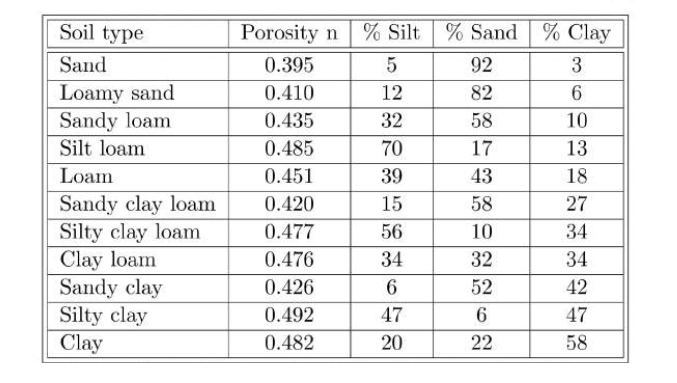 Soil type Porosity n % Silt % Sand % Clay
Sand 0.395 5 92 3
Loamy sand 0.410 12 82 6
Sandy loam 0.435 32 58 10
Silt loam 0.485 70 17 13
Loam 0.451 39 43 18
Sandy clay loam 0.420 15 58 27
Silty clay loam 0.477 56 10 34
Clay loam 0.476 34 32 34
Sandy clay 0.426 6 52 42
Silty clay 0.492 47 6 47
Clay 0.482 20 22 58